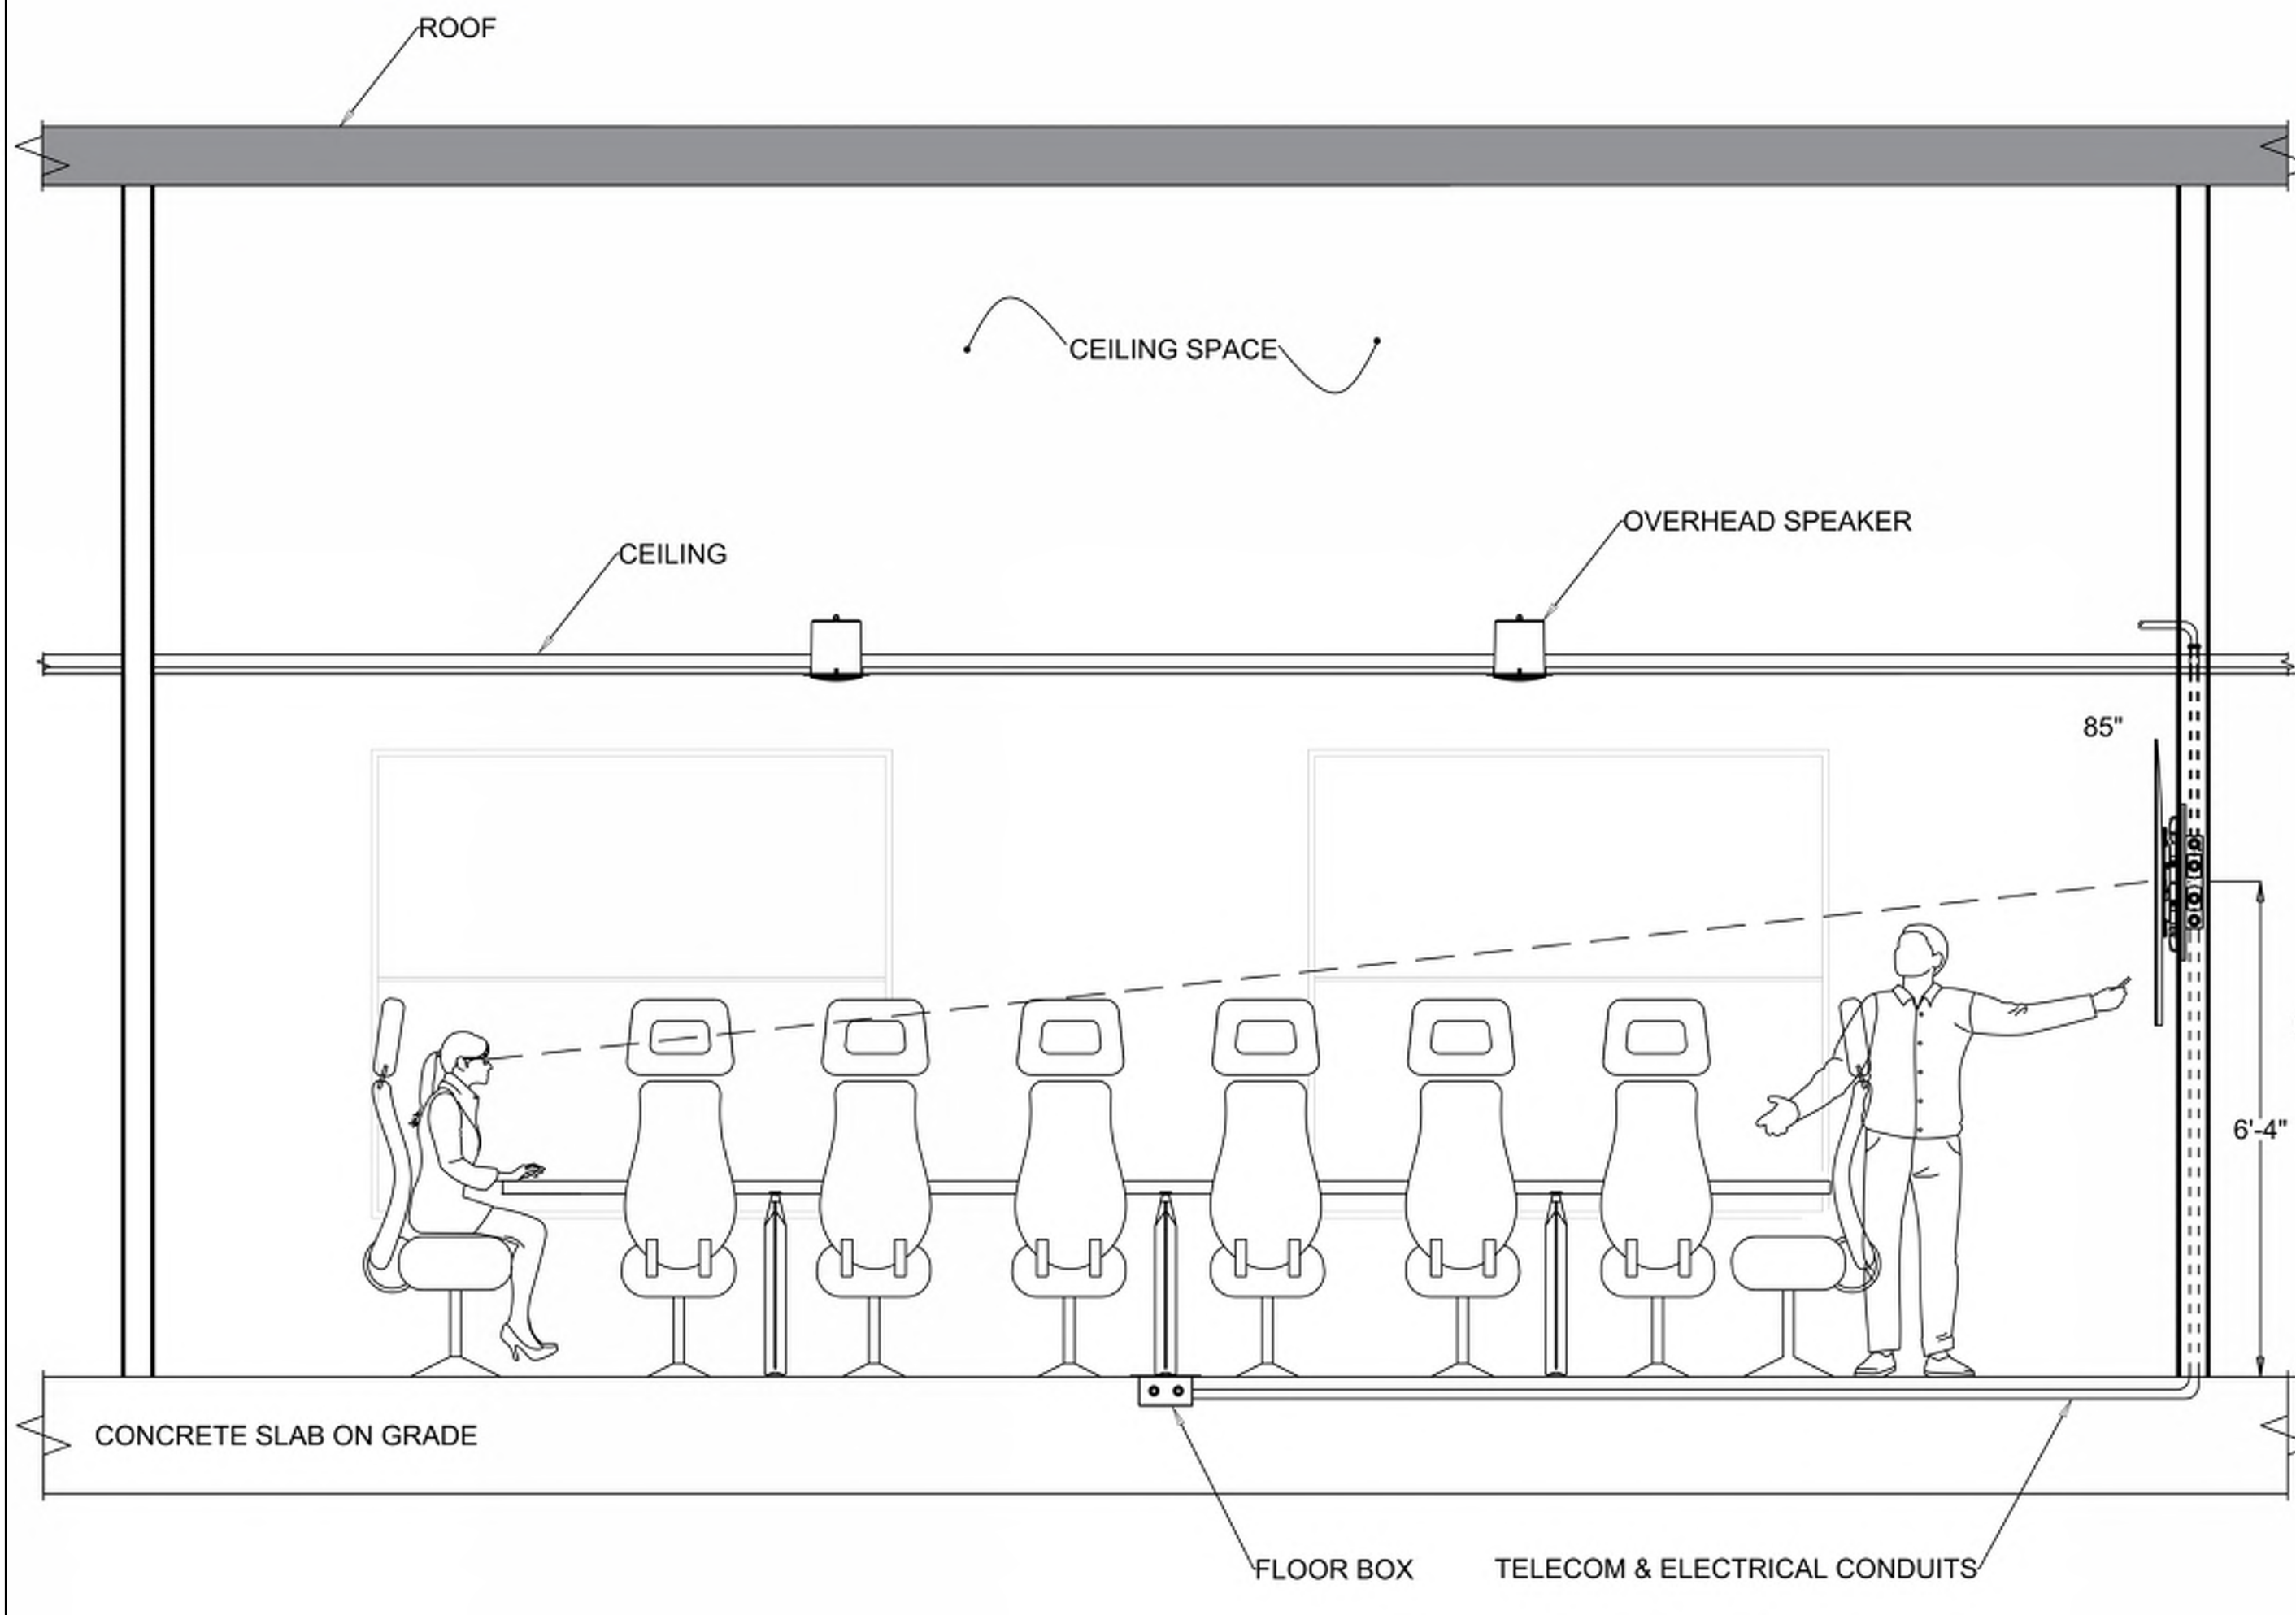 ROOF
CEILING SPACE
OVERHEAD SPEAKER
CEILING
85"
6'-4"
CONCRETE SLAB ON GRADE
FLOOR BOX
TELECOM & ELECTRICAL CONDUITS